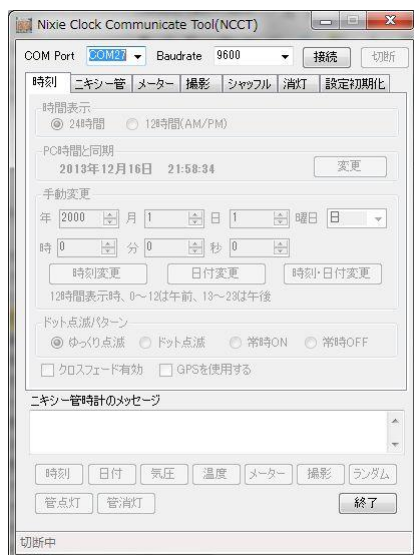 Nixie Clock Communicate Tool(NCCT)
COM Port COM27 Baudrate 9600 接続 切断
時刻 ニキシー管 メーター 撮影 シャッフル 消灯 設定初期化
時間表示
24時間 12時間(AM/PM)
PC時間と同期
2013年12月16日 21:58:34 変更
手動変更
年 2000 月 1 日 1 曜日 日
時 0 分 0 秒 0
時刻変更 日付変更 時刻・日付変更
12時間表示時、0～12は午前、13～23は午後
ドット点滅パターン
ゆっくり点滅 ドット点滅 常時ON 常時OFF
クロスフェード有効 GPSを使用する
ニキシー管時計のメッセージ
時刻 日付 気圧 温度 メーター 撮影 ランダム
管点灯 管消灯 終了
切断中